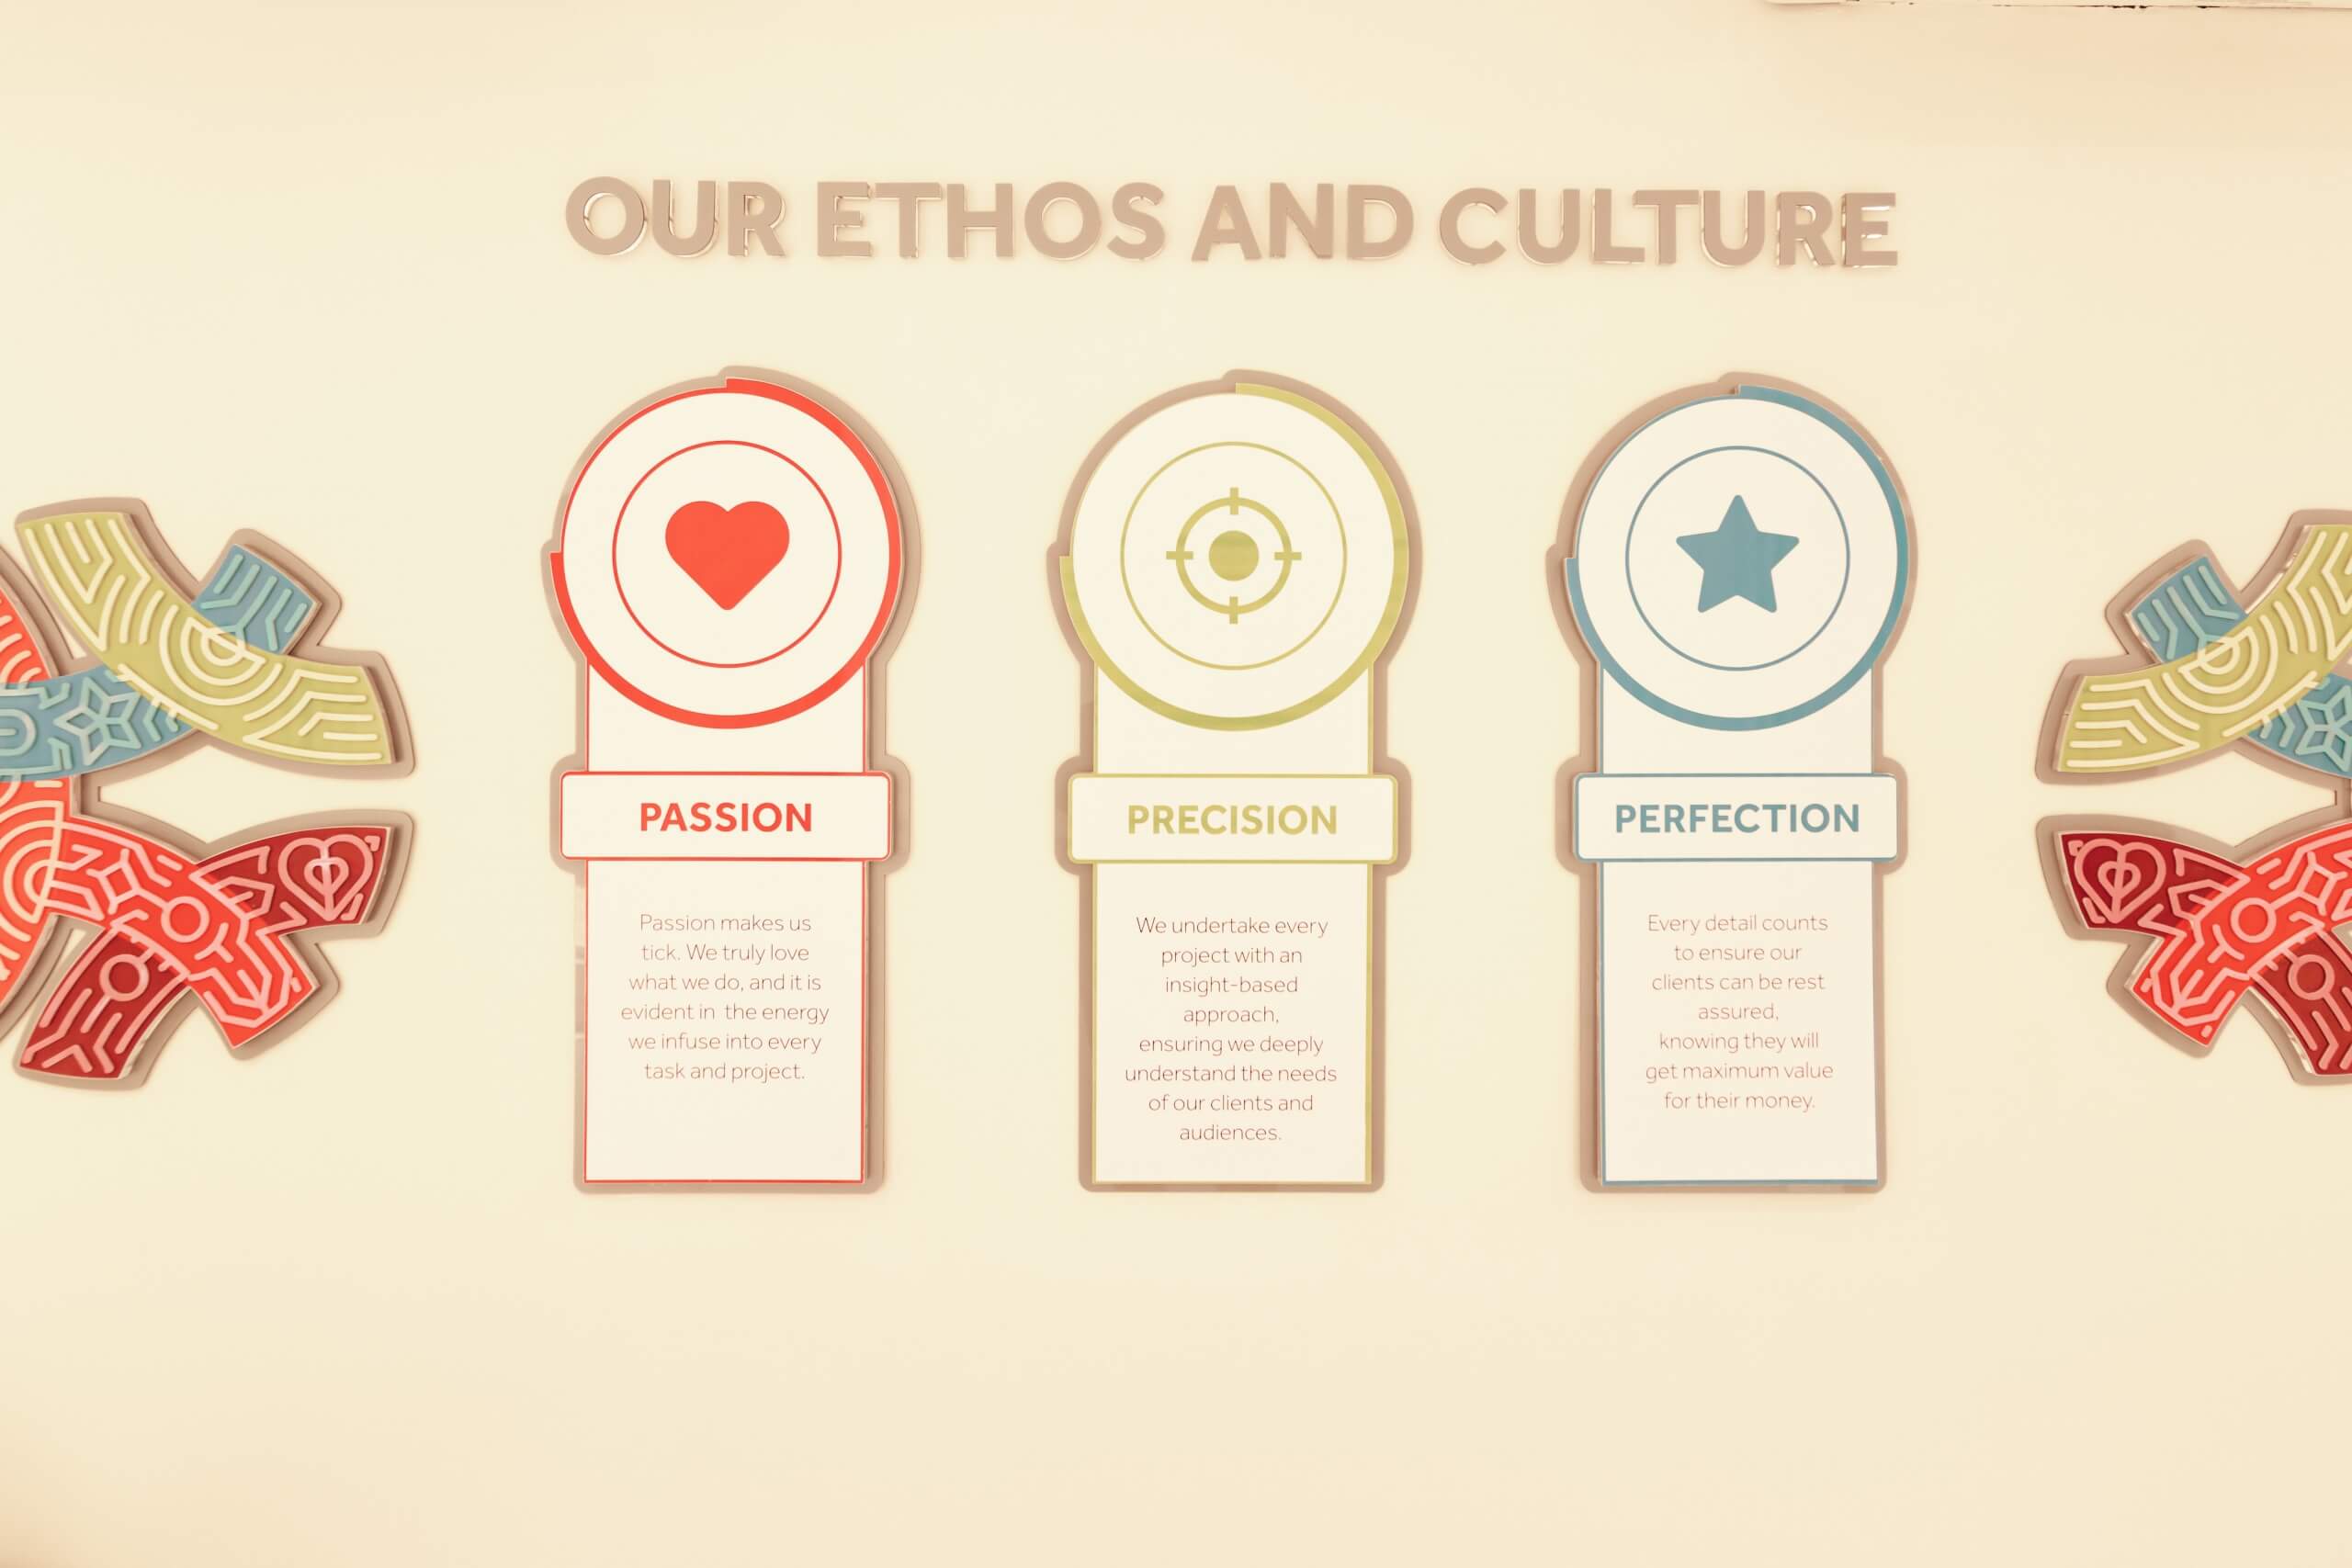 OUR ETHOS AND CULTURE
PASSION
Passion makes us
tick. We truly love
what we do, and it is
evident in the energy
we infuse into every
task and project.
PRECISION
We undertake every
project with an
insight-based
approach,
ensuring we deeply
understand the needs
of our clients and
audiences.
PERFECTION
Every detail counts
to ensure our
clients can be rest
assured,
knowing they will
get maximum value
for their money.